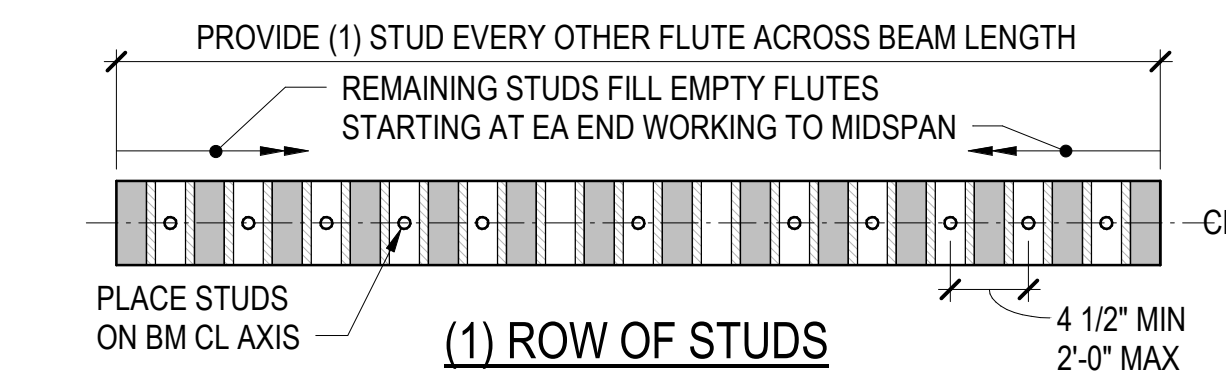 PROVIDE (1) STUD EVERY OTHER FLUTE ACROSS BEAM LENGTH
REMAINING STUDS FILL EMPTY FLUTES
STARTING AT EA END WORKING TO MIDSPAN
PLACE STUDS
ON BM CL AXIS
(1) ROW OF STUDS
4 1/2" MIN
2'-0" MAX